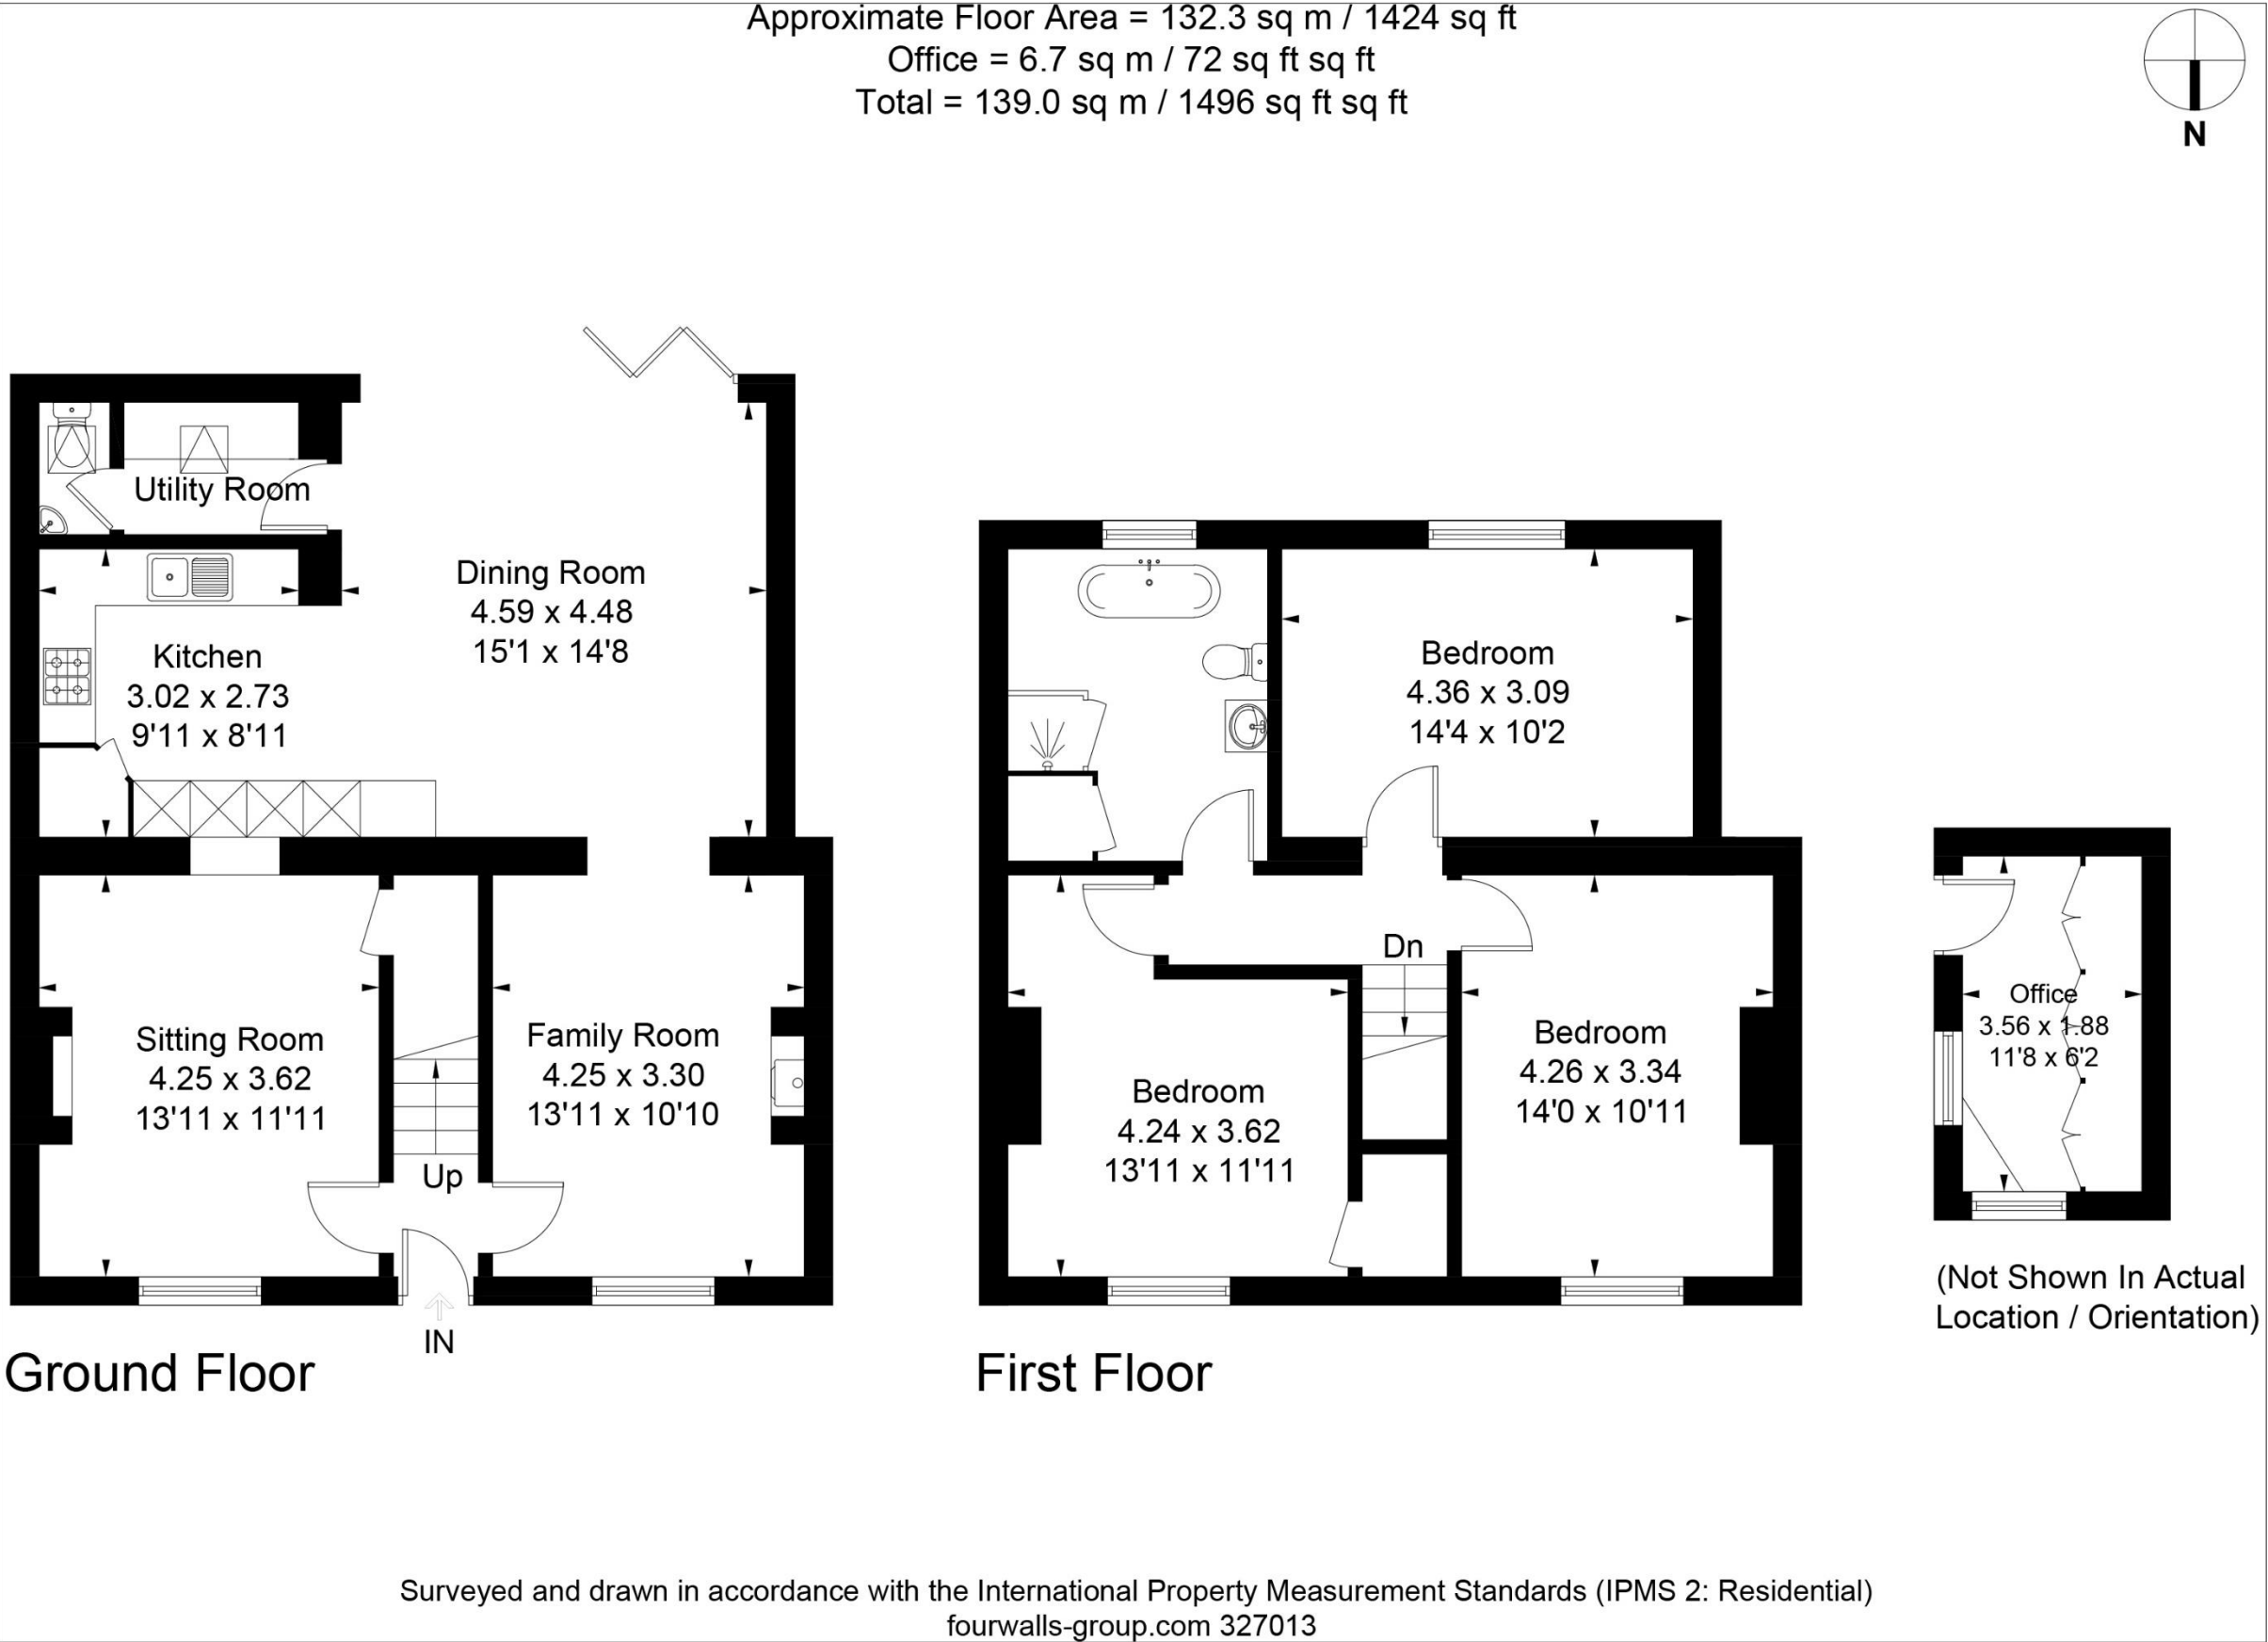 Approximate Floor Area = 132.3 sq m / 1424 sq ft
Office = 6.7 sq m / 72 sq ft sq ft
Total = 139.0 sq m / 1496 sq ft sq ft
N
Utility Room
Dining Room
4.59 x 4.48
15'1 x 14'8
Kitchen
3.02 x 2.73
9'11 x 8'11
Sitting Room
4.25 x 3.62
13'11 x 11'11
Family Room
4.25 x 3.30
13'11 x 10'10
Up
IN
Ground Floor
Bedroom
4.36 x 3.09
14'4 x 10'2
Dn
Bedroom
4.24 x 3.62
13'11 x 11'11
Bedroom
4.26 x 3.34
14'0 x 10'11
First Floor
Office
3.56 x 1.88
11'8 x 6'2
(Not Shown In Actual
Location / Orientation)
Surveyed and drawn in accordance with the International Property Measurement Standards (IPMS 2: Residential)
fourwalls-group.com 327013